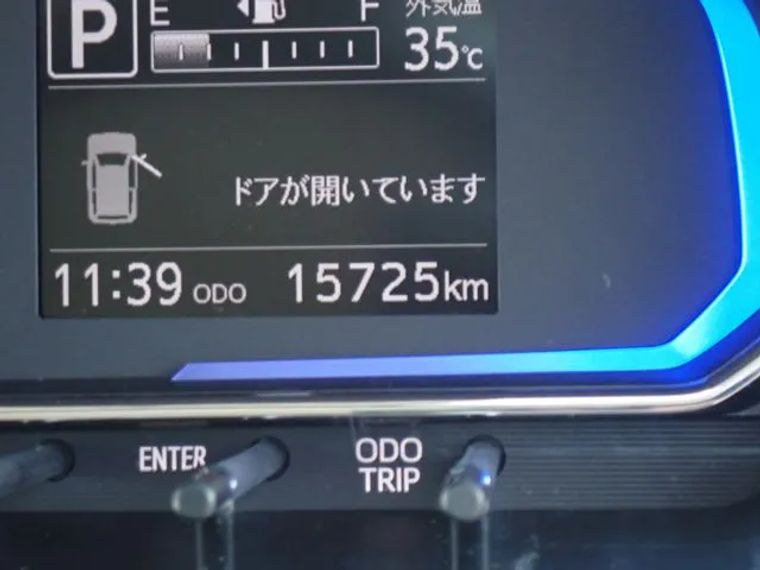 P E F 外気温
35℃
ドアが開いています
11:39 ODO 15725km
ENTER ODO
TRIP